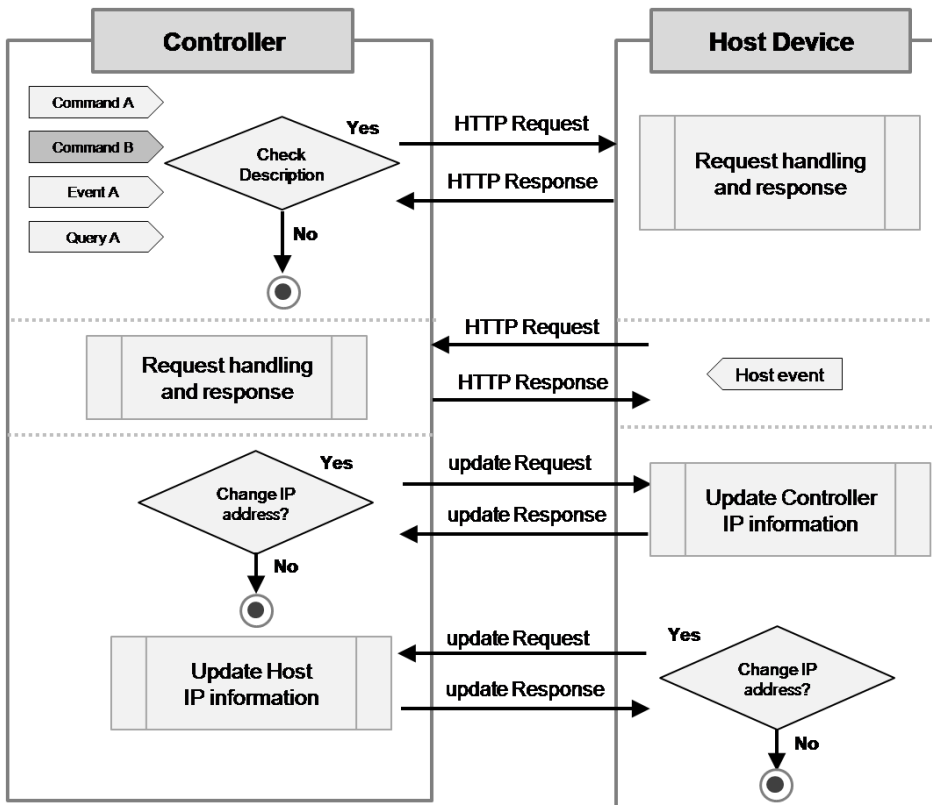 Controller
Host Device
Command A
Command B
Event A
Query A
Check
Description
Yes
No
HTTP Request
HTTP Response
Request handling
and response
HTTP Request
HTTP Response
Request handling
and response
Host event
Change IP
address?
Yes
No
update Request
update Response
Update Controller
IP information
Update Host
IP information
update Request
update Response
Yes
Change IP
address?
No